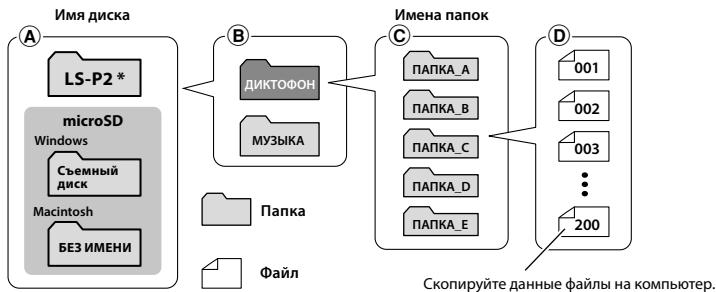 Имя диска
Имена папок
A
B
C
D
LS-P2 *
microSD
Windows
Съемный
диск
Macintosh
БЕЗ ИМЕНИ
ДИКТОФОН
МУЗЫКА
Папка
Файл
ПАПКА_A
ПАПКА_B
ПАПКА_C
ПАПКА_D
ПАПКА_E
001
002
003
200
Скопируйте данные файлы на компьютер.